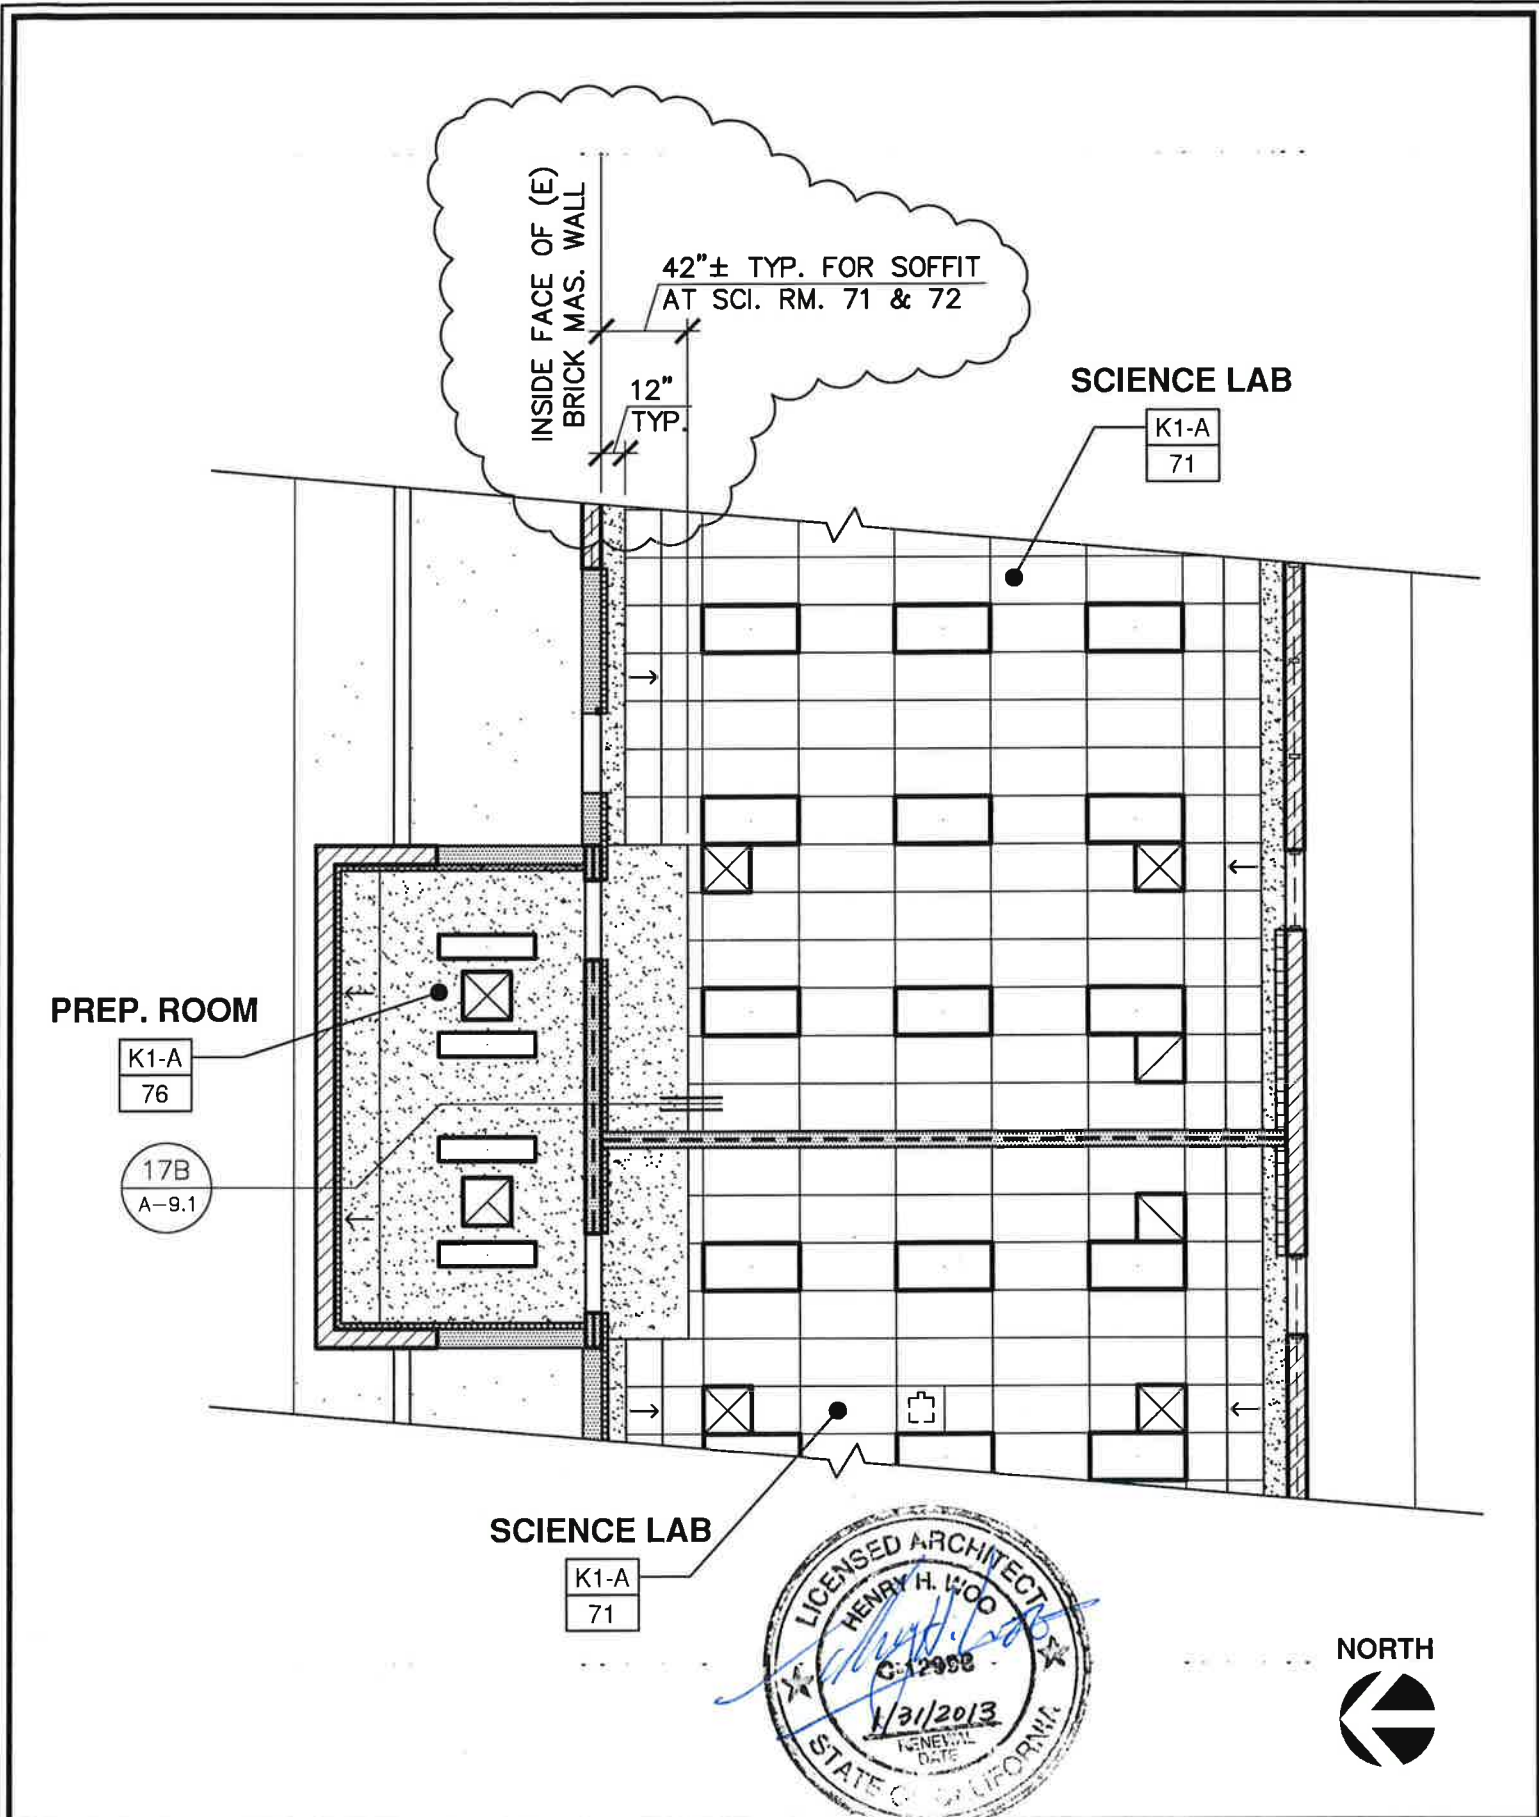 INSIDE FACE OF (E)
BRICK MAS. WALL
42"± TYP. FOR SOFFIT
AT SCI. RM. 71 & 72
12"
TYP.
SCIENCE LAB
K1-A
71
PREP. ROOM
K1-A
76
17B
A-9.1
SCIENCE LAB
K1-A
71
LICENSED ARCHITECT
HENRY H. WOO
1/31/2013
RENEWAL
DATE
STATE OF CALIFORNIA
NORTH